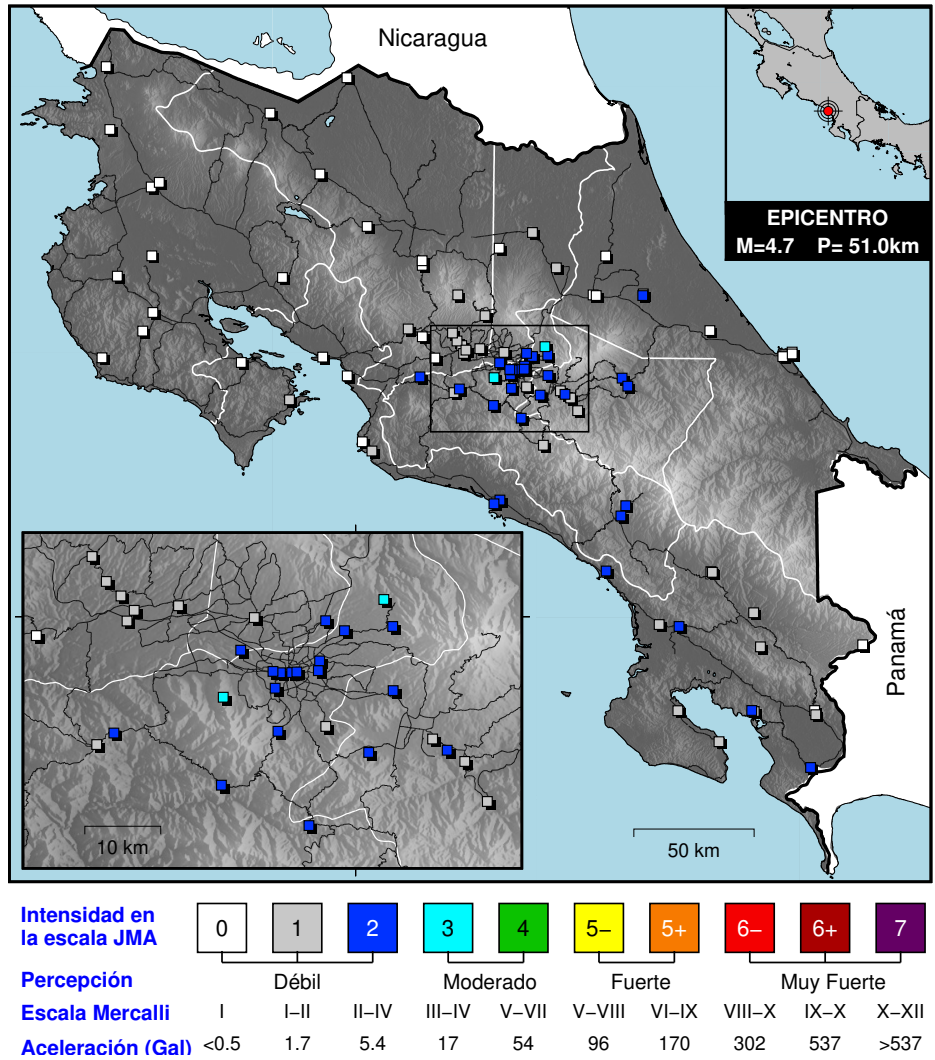 Nicaragua
EPICENTRO
M=4.7 P= 51.0km
Panamá
10 km
50 km
Intensidad en
la escala JMA
0 1 2 3 4 5− 5+ 6− 6+ 7
Percepción Débil Moderado Fuerte Muy Fuerte
Escala Mercalli I I−II II−IV III−IV V−VII V−VIII VI−IX VIII−X IX−X X−XII
Aceleración (Gal) <0.5 1.7 5.4 17 54 96 170 302 537 >537